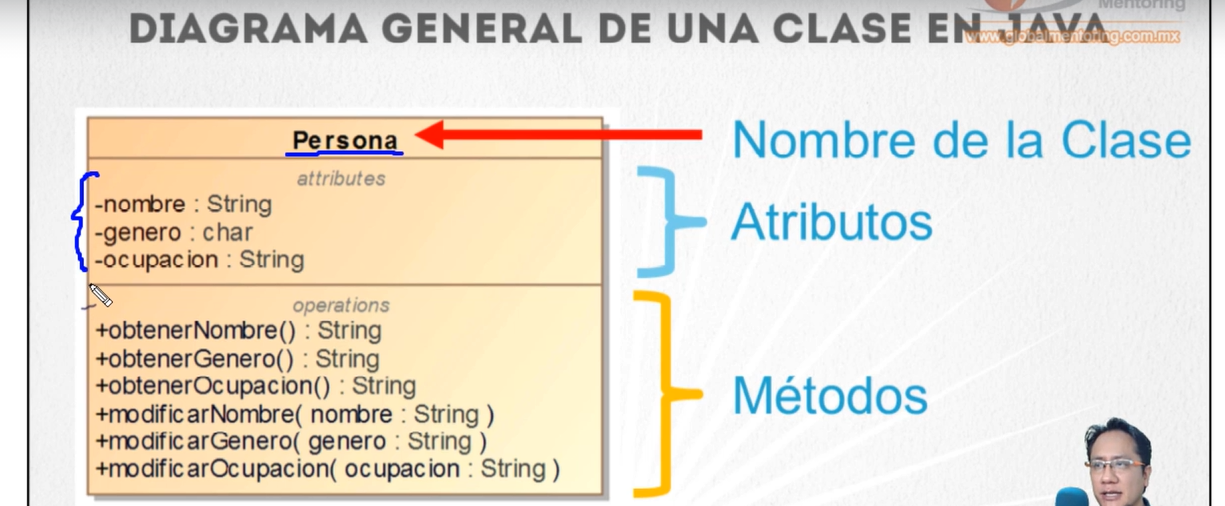 Mentoring
DIAGRAMA GENERAL DE UNA CLASE EN JAVA
www.globalmentoring.com.mx
Persona
Nombre de la Clase
attributes
-nombre : String
-genero : char
-ocupacion : String
Atributos
operations
+obtenerNombre() : String
+obtenerGenero() : String
+obtenerOcupacion() : String
+modificarNombre( nombre : String )
+modificarGenero( genero : String )
+modificarOcupacion( ocupacion : String )
Métodos